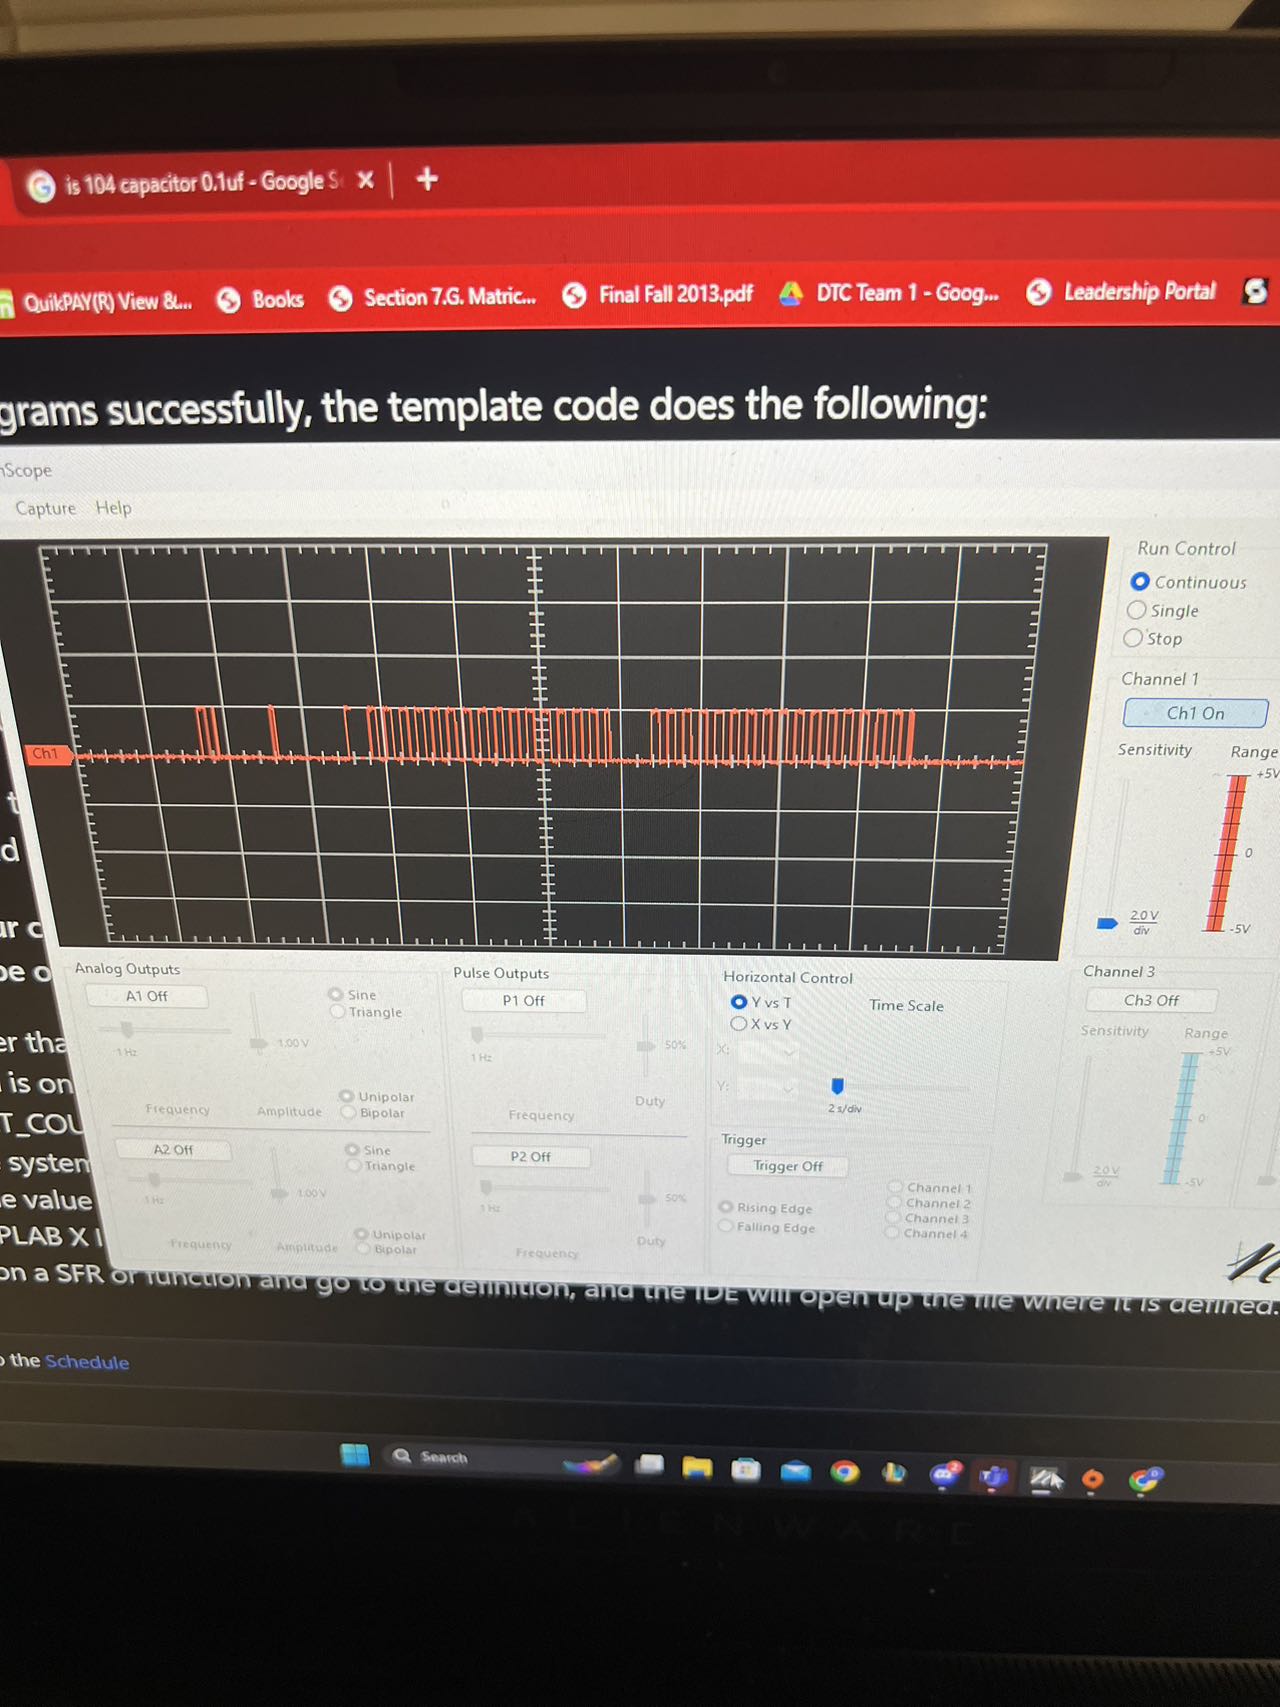 is 104 capacitor 0.1uf - Google S
QuikPAY(R) View &... Books Section 7.G. Matric... Final Fall 2013.pdf DTC Team 1 - Goog... Leadership Portal
grams successfully, the template code does the following:
nScope
Capture Help
Run Control
Continuous
Single
Stop
Channel 1
Ch1 On
Sensitivity Range
+5V
0
2.0 V
div
-5V
Ch1
Analog Outputs
A1 Off
Sine
Triangle
1 Hz
1.00 V
Unipolar
Bipolar
Frequency Amplitude
A2 Off
Sine
Triangle
1 Hz
1.00 V
Unipolar
Bipolar
Frequency Amplitude
Pulse Outputs
P1 Off
1 Hz
50%
Frequency Duty
P2 Off
1 Hz
50%
Frequency Duty
Horizontal Control
Y vs T
X vs Y
Time Scale
X:
Y:
2 s/div
Trigger
Trigger Off
Rising Edge
Falling Edge
Channel 1
Channel 2
Channel 3
Channel 4
Channel 3
Ch3 Off
Sensitivity Range
+5V
0
2.0 V
div
-5V
t
d
ur c
pe o
er tha
is on
T_COU
system
e value
PLAB X I
on a SFR or function and go to the definition, and the IDE will open up the file where it is defined.
o the Schedule
Search
ALIENWARE